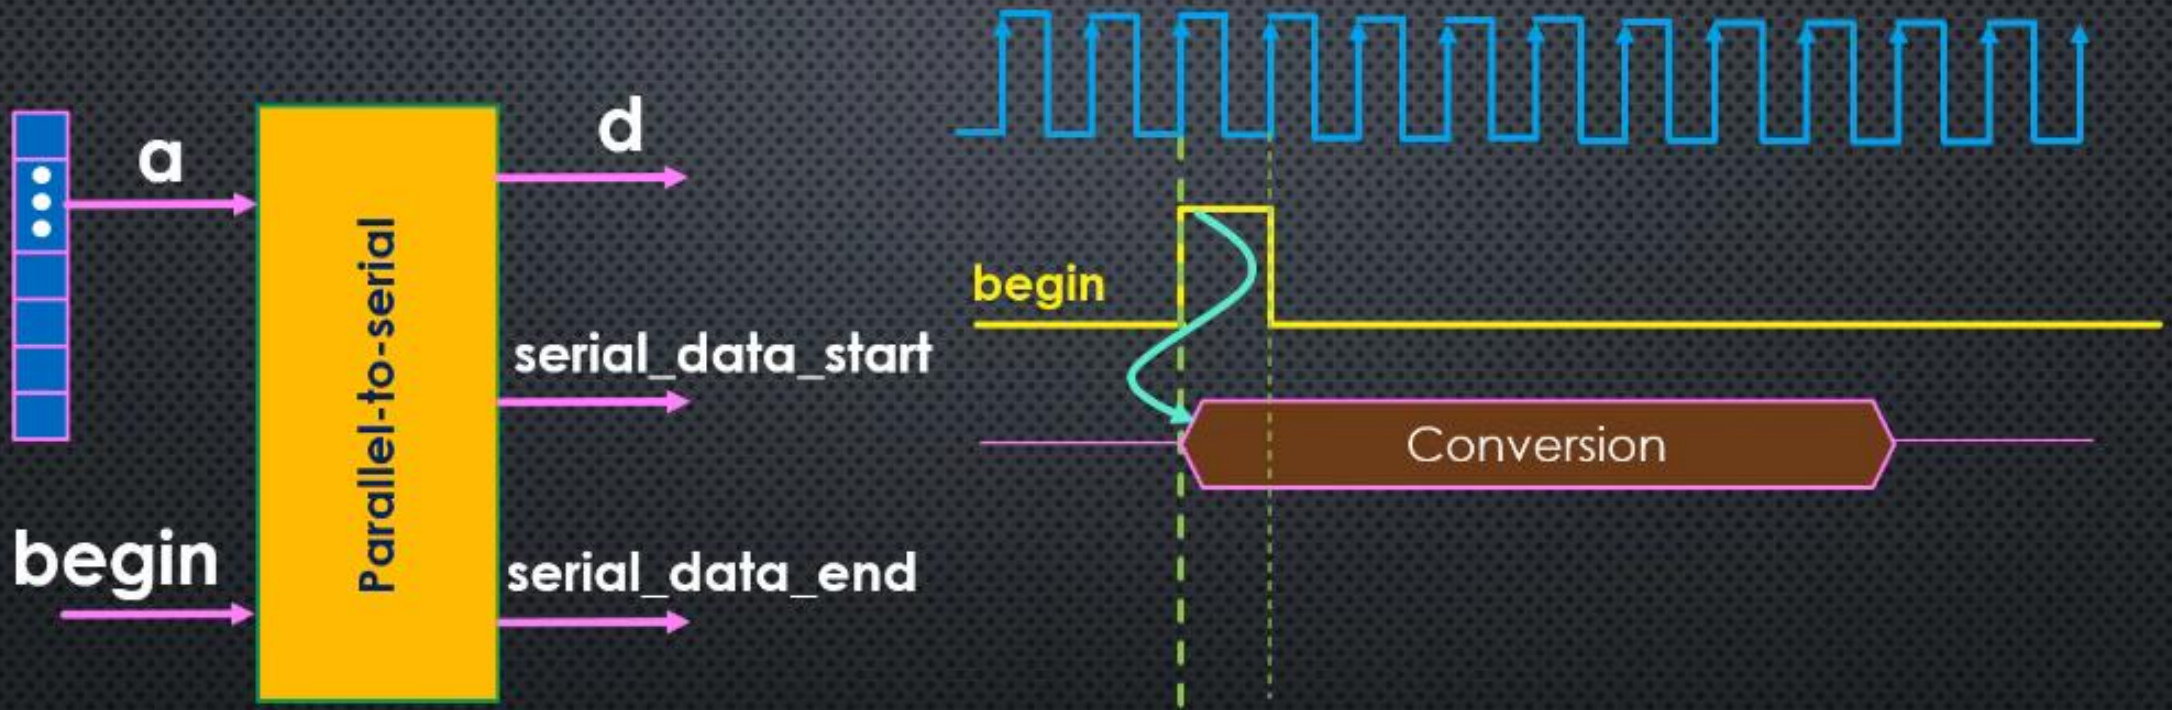 a
d
Parallel-to-serial
begin
serial_data_start
serial_data_end
begin
Conversion